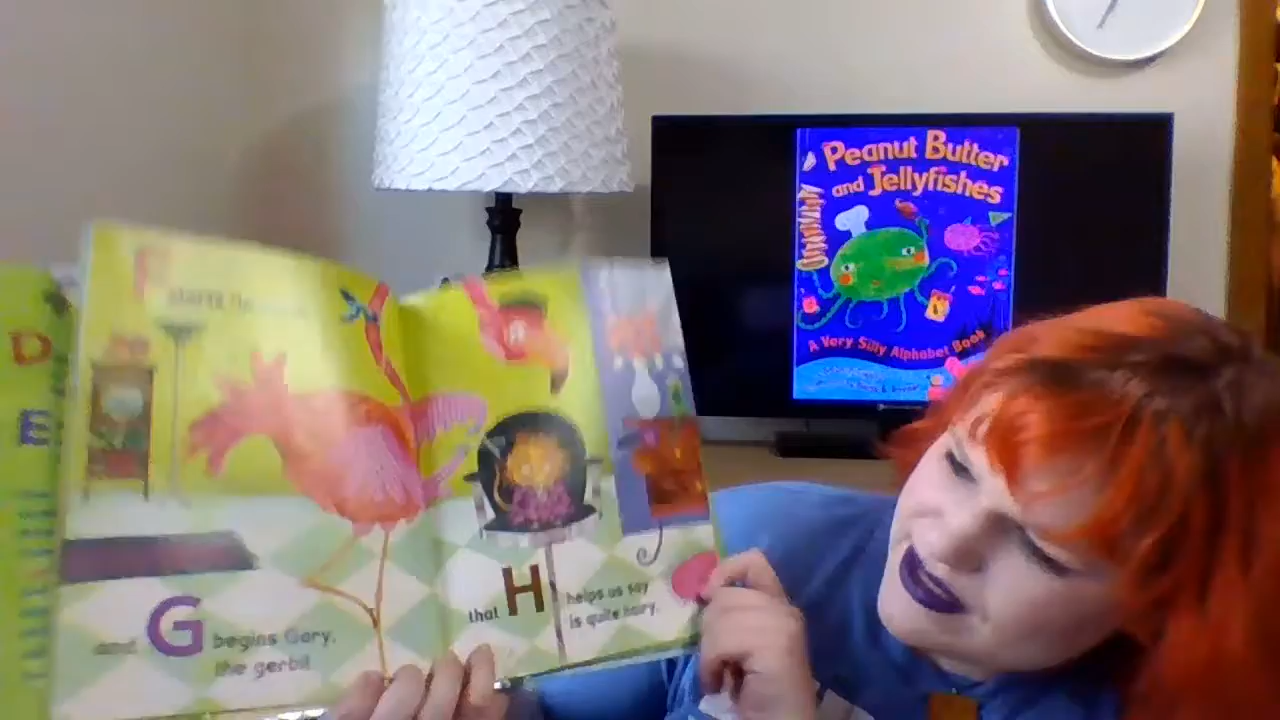 Peanut Butter
and Jellyfishes
A Very Silly Alphabet Book
D
E
F starts
and G begins Gary,
the gerbil
that H helps us say
is quite hairy.